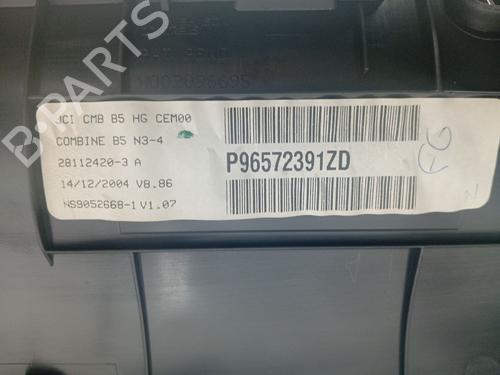 B-PARTS
JCI CMB B5 HG CEM00
COMBINE B5 N3-4
28112420-3 A
14/12/2004 V8.86
NS9052668-1 V1.07
P96572391ZD
B-PARTS